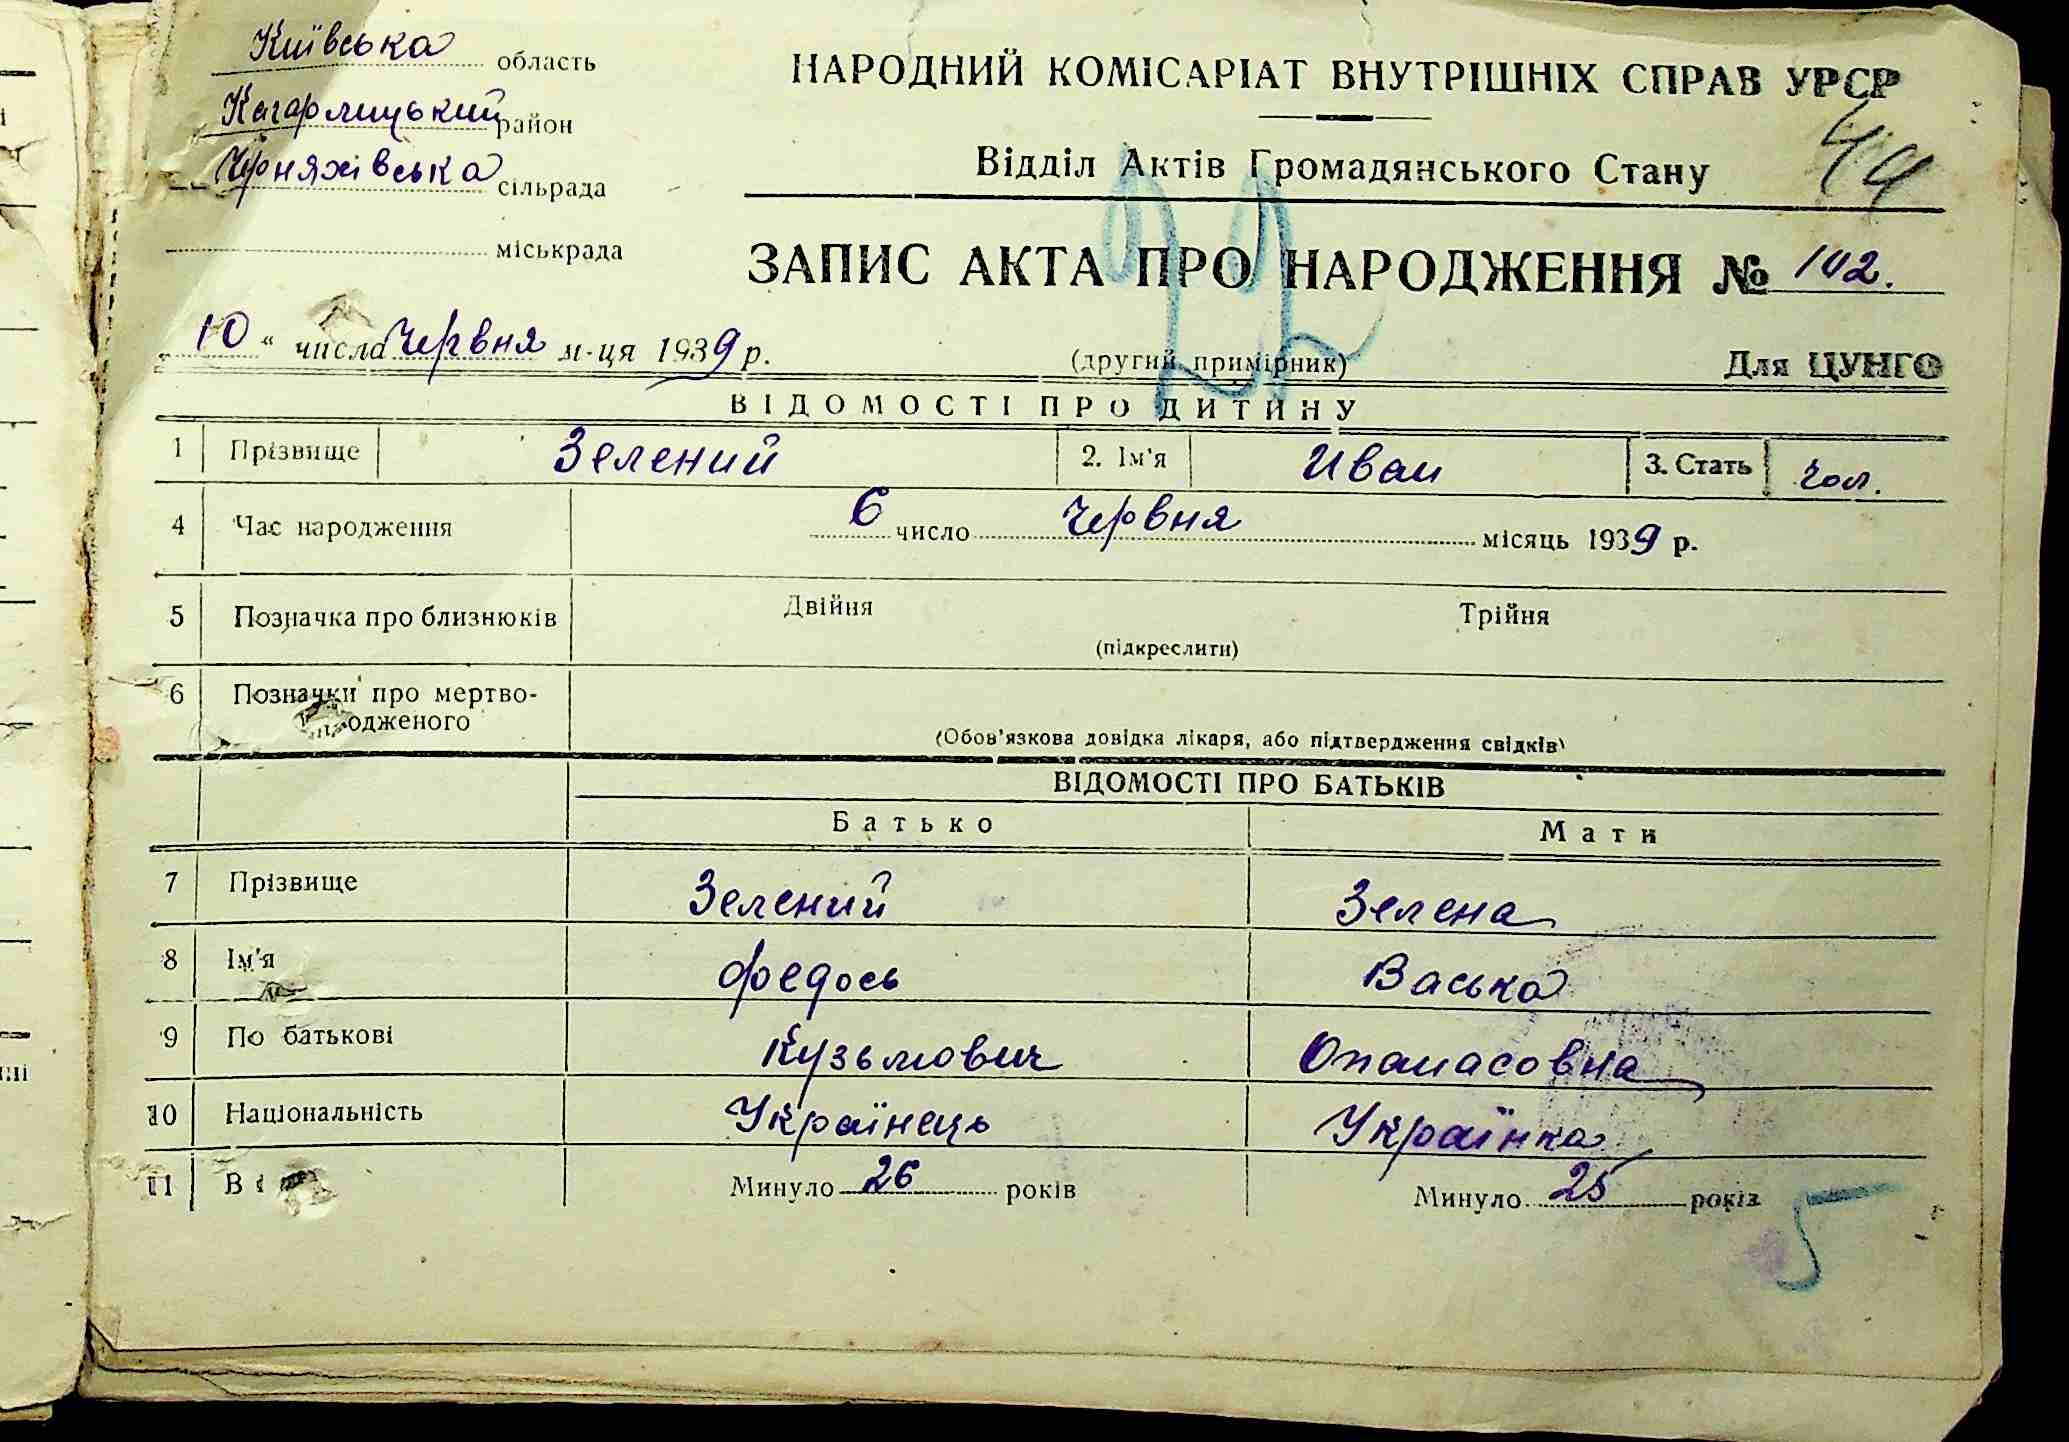 Київська область
Кагарлицький район
Черняхівська сільрада
міськрада
НАРОДНИЙ КОМІСАРІАТ ВНУТРІШНІХ СПРАВ УРСР
Відділ Актів Громадянського Стану
ЗАПИС АКТА ПРО НАРОДЖЕННЯ № 102.
„ 10 " числа Червня м-ця 1939 р.
(другий примірник) Для ЦУНГО
ВІДОМОСТІ ПРО ДИТИНУ
1 Прізвище Зелений 2. Ім'я Иван 3. Стать Чол.
4 Час народження 6 число Червня місяць 1939 р.
5 Позначка про близнюків Двійня Трійня
(підкреслити)
6 Позначки про мертво-
одженого
(Обов'язкова довідка лікаря, або підтвердження свідків)
ВІДОМОСТІ ПРО БАТЬКІВ
Батько Мати
7 Прізвище Зелений Зелена
8 Ім'я Федось Васька
9 По батькові Кузьмович Опанасовна
10 Національність Українець Українка
11 Ві Минуло 26 років Минуло 25 років
5